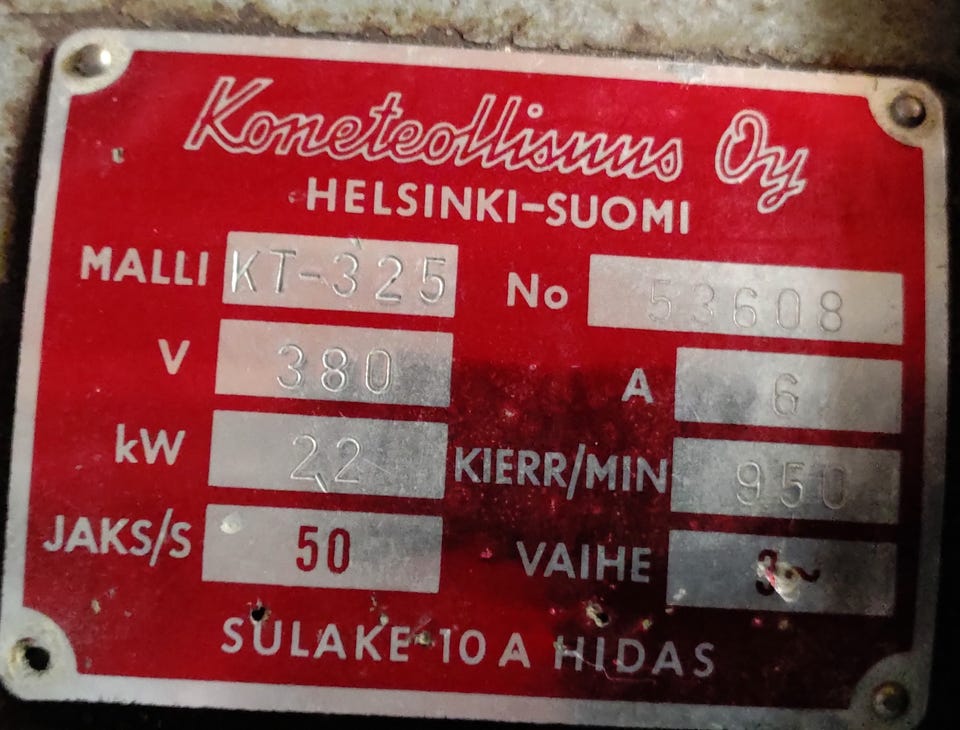 Koneteollisuus Oy
HELSINKI-SUOMI
MALLI KT-325 No 53608
V 380 A 6
kW 2,2 KIERR/MIN 950
JAKS/S 50 VAIHE 3~
SULAKE 10 A HIDAS